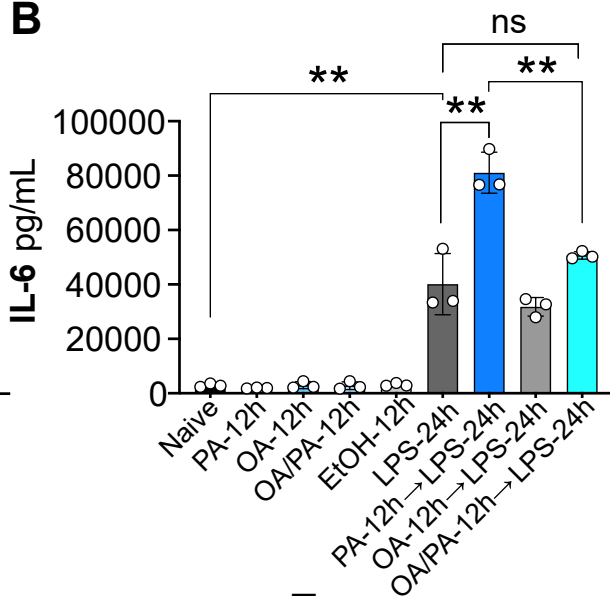 B
ns
**
**
**
IL-6 pg/mL
100000
80000
60000
40000
20000
0
Naive
PA-12h
OA-12h
OA/PA-12h
EtOH-12h
LPS-24h
PA-12h→LPS-24h
OA-12h→LPS-24h
OA/PA-12h→LPS-24h